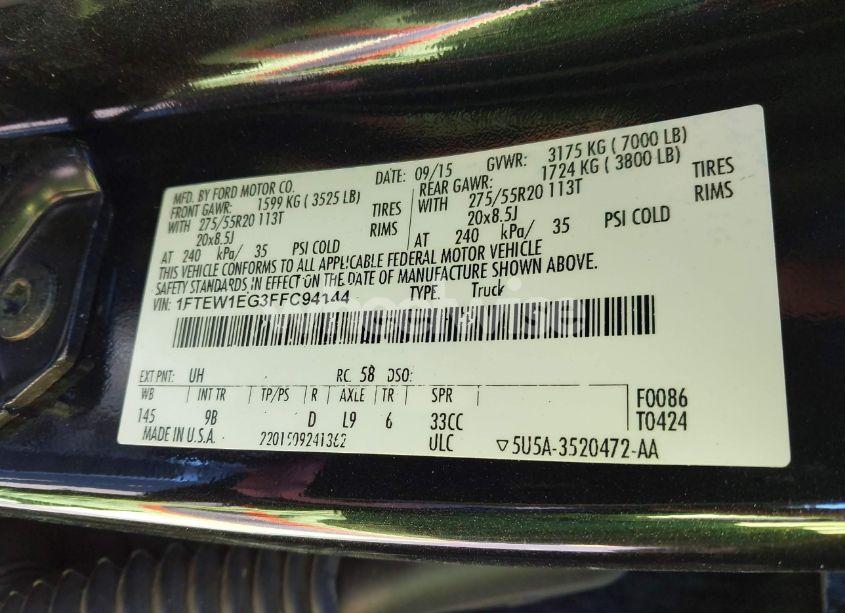 MFD. BY FORD MOTOR CO. DATE: 09/15 GVWR: 3175 KG ( 7000 LB)
FRONT GAWR: 1599 KG ( 3525 LB) REAR GAWR: 1724 KG ( 3800 LB)
WITH 275/55R20 113T TIRES WITH 275/55R20 113T TIRES
20x8.5J RIMS 20x8.5J RIMS
AT 240 kPa/ 35 PSI COLD AT 240 kPa/ 35 PSI COLD
THIS VEHICLE CONFORMS TO ALL APPLICABLE FEDERAL MOTOR VEHICLE
SAFETY STANDARDS IN EFFECT ON THE DATE OF MANUFACTURE SHOWN ABOVE.
VIN: 1FTEW1EG3FFC94144 TYPE: Truck
EXT PNT: UH RC: 58 DSO:
WB INT TR TP/PS R AXLE TR SPR F0086
145 9B D L9 6 33CC T0424
MADE IN U.S.A. 2201509241362 ULC ▽5U5A-3520472-AA